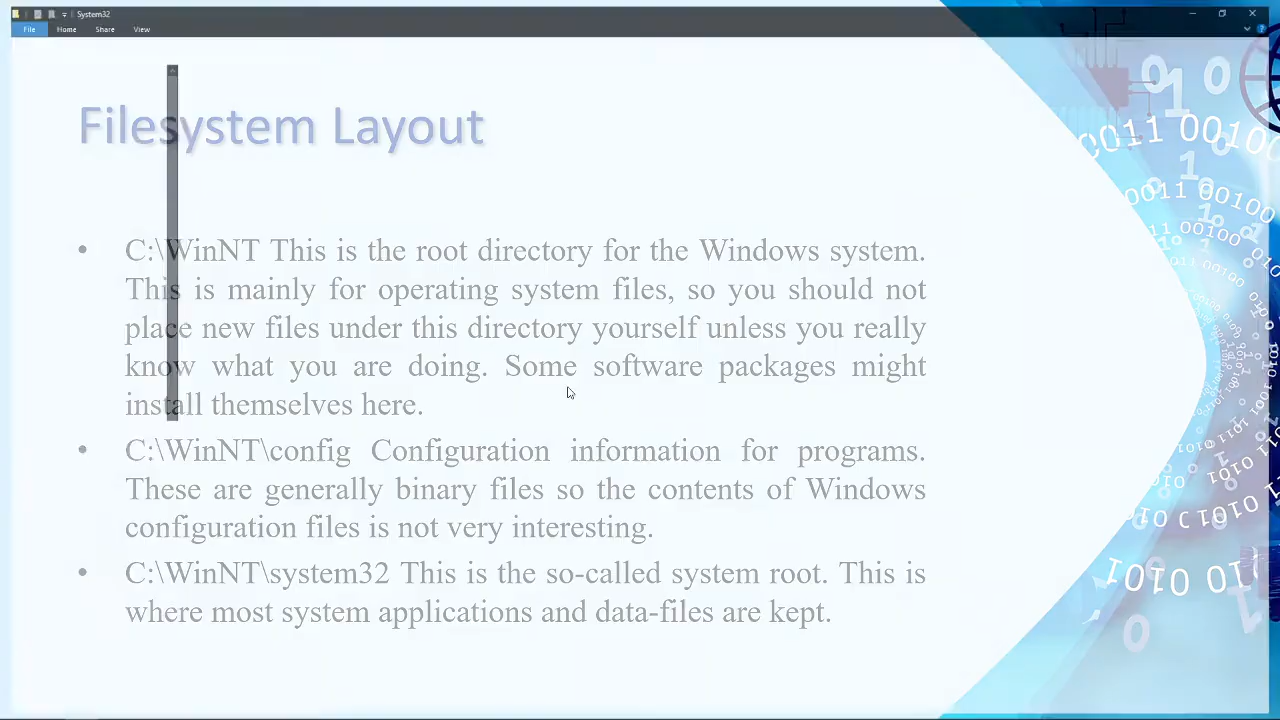 System32
File Home Share View
Filesystem Layout
• C:\WinNT This is the root directory for the Windows system.
This is mainly for operating system files, so you should not
place new files under this directory yourself unless you really
know what you are doing. Some software packages might
install themselves here.
• C:\WinNT\config Configuration information for programs.
These are generally binary files so the contents of Windows
configuration files is not very interesting.
• C:\WinNT\system32 This is the so-called system root. This is
where most system applications and data-files are kept.